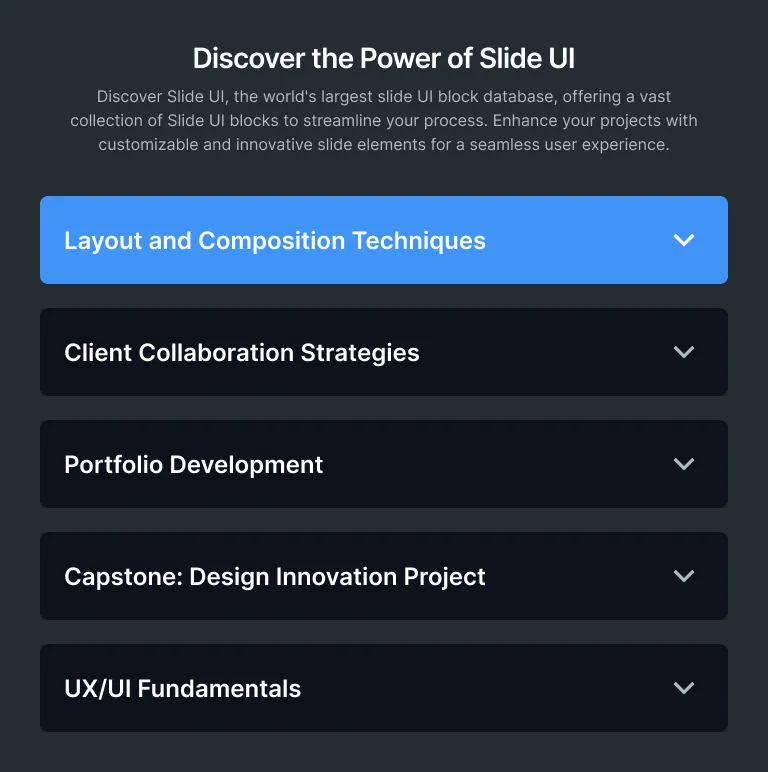 Discover the Power of Slide UI
Discover Slide UI, the world's largest slide UI block database, offering a vast
collection of Slide UI blocks to streamline your process. Enhance your projects with
customizable and innovative slide elements for a seamless user experience.
Layout and Composition Techniques
Client Collaboration Strategies
Portfolio Development
Capstone: Design Innovation Project
UX/UI Fundamentals